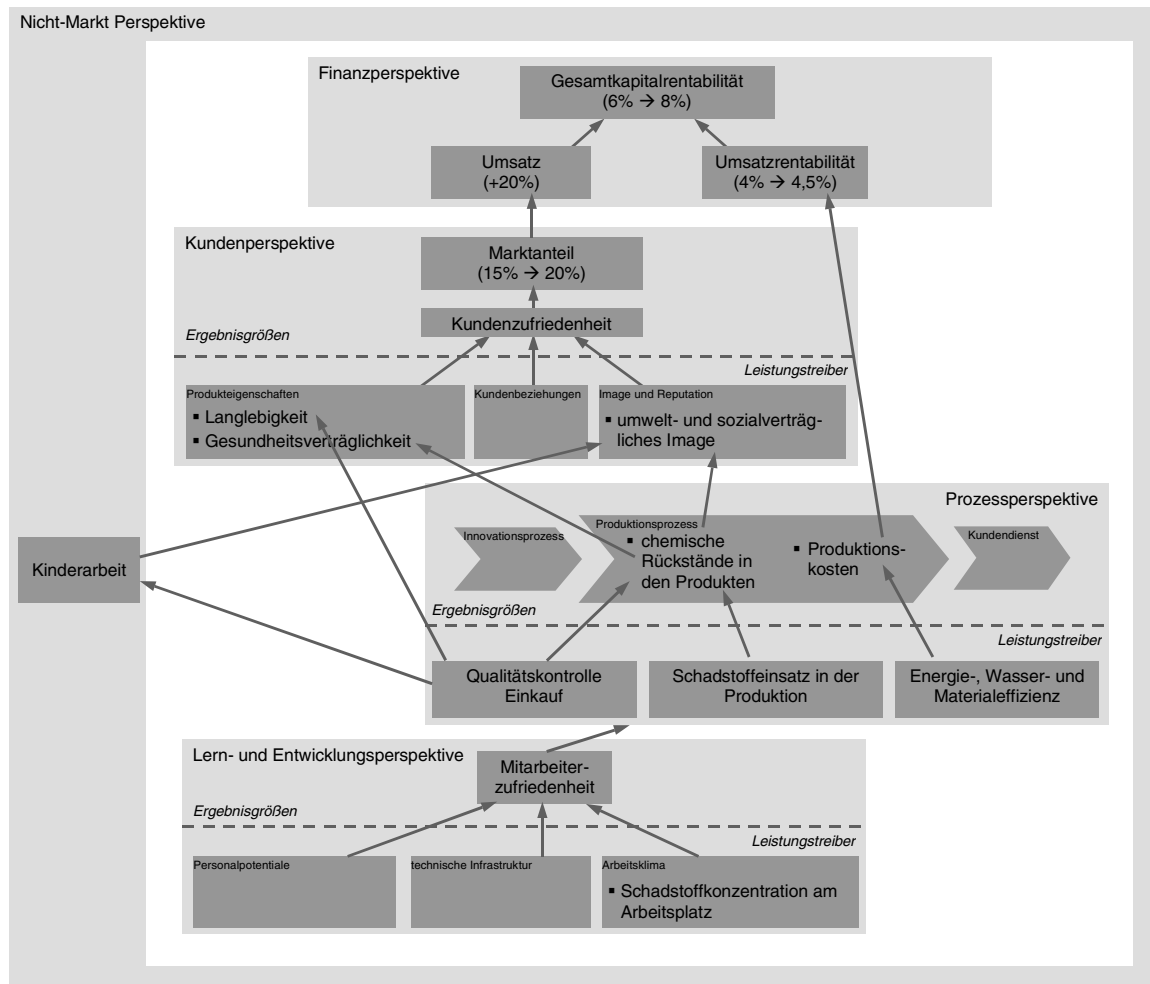 Nicht-Markt Perspektive
Finanzperspektive
Gesamtkapitalrentabilität
(6% → 8%)
Umsatz
(+20%)
Umsatzrentabilität
(4% → 4,5%)
Kundenperspektive
Marktanteil
(15% → 20%)
Kundenzufriedenheit
Ergebnisgrößen
Leistungstreiber
Produkteigenschaften
▪ Langlebigkeit
▪ Gesundheitsverträglichkeit
Kundenbeziehungen
Image und Reputation
▪ umwelt- und sozialverträg-
liches Image
Prozessperspektive
Innovationsprozess
Produktionsprozess
▪ chemische
Rückstände in
den Produkten
▪ Produktions-
kosten
Kundendienst
Kinderarbeit
Ergebnisgrößen
Leistungstreiber
Qualitätskontrolle
Einkauf
Schadstoffeinsatz in der
Produktion
Energie-, Wasser- und
Materialeffizienz
Lern- und Entwicklungsperspektive
Mitarbeiter-
zufriedenheit
Ergebnisgrößen
Leistungstreiber
Personalpotentiale
technische Infrastruktur
Arbeitsklima
▪ Schadstoffkonzentration am
Arbeitsplatz